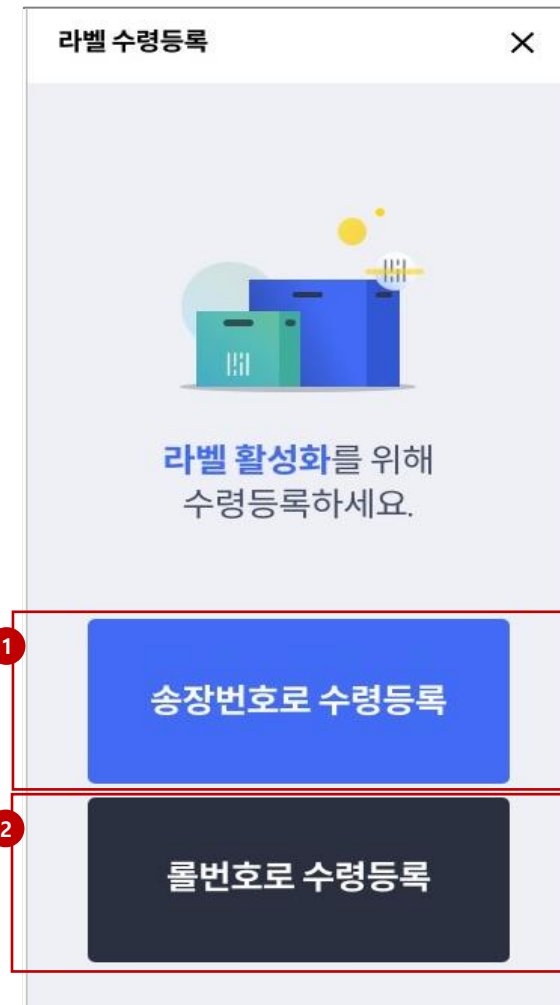 라벨 수령등록
라벨 활성화를 위해
수령등록하세요.
1
송장번호로 수령등록
2
롤번호로 수령등록